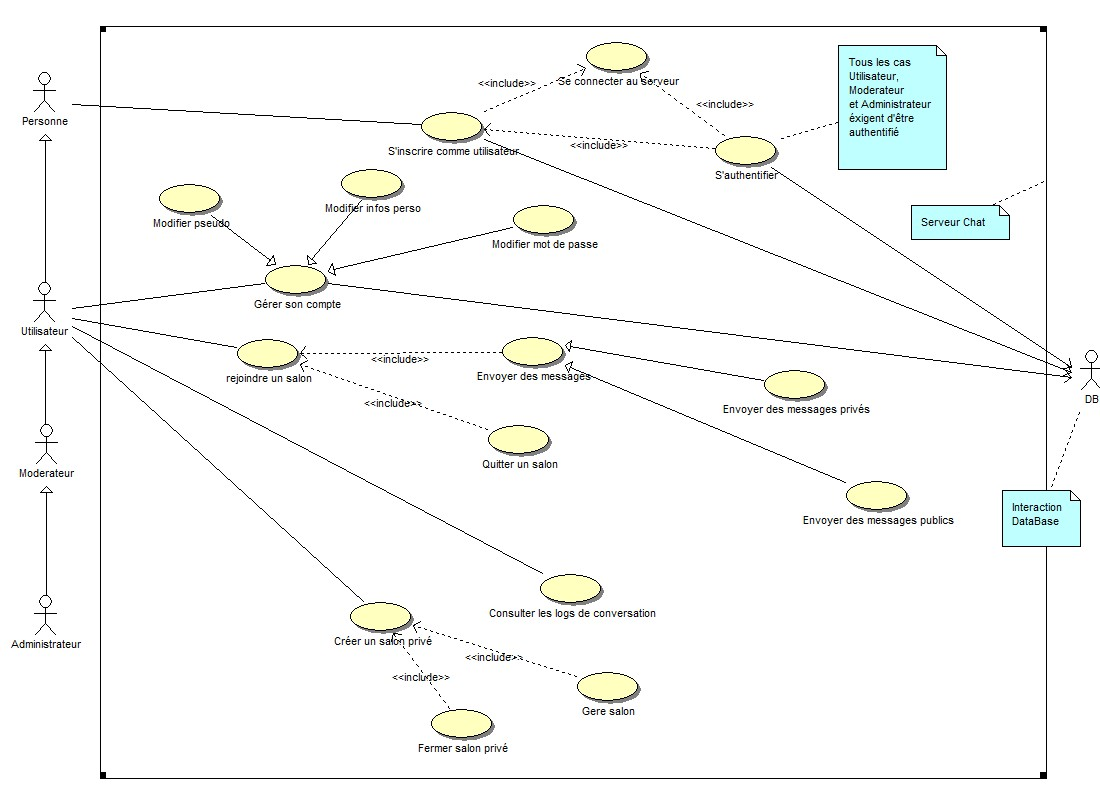 Tous les cas
Utilisateur,
Moderateur
et Administrateur
éxigent d'être
authentifié
Se connecter au serveur
<<include>>
<<include>>
Personne
S'inscrire comme utilisateur
<<include>>
S'authentifier
Modifier pseudo
Modifier infos perso
Serveur Chat
Modifier mot de passe
Gérer son compte
Utilisateur
<<include>>
rejoindre un salon
Envoyer des messages
DB
<<include>>
Envoyer des messages privés
Quitter un salon
Moderateur
Envoyer des messages publics
Interaction
DataBase
Consulter les logs de conversation
Créer un salon privé
Administrateur
<<include>>
<<include>>
Gere salon
Fermer salon privé